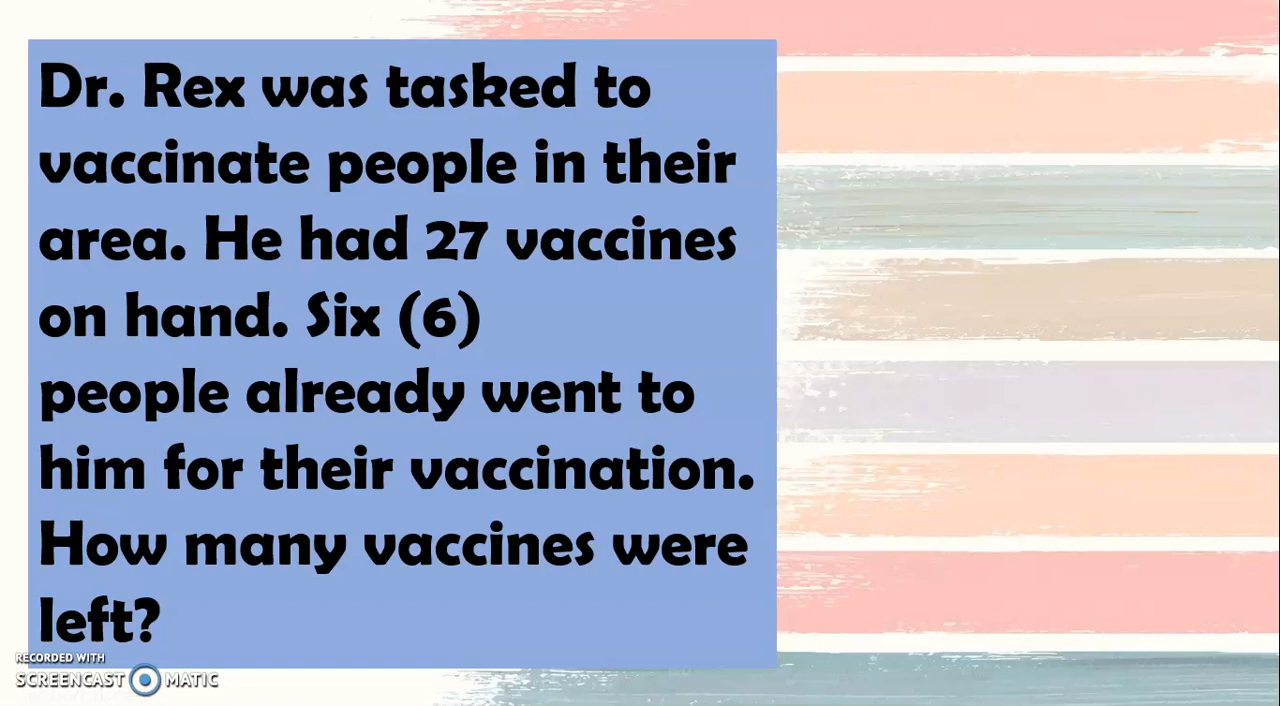 Dr. Rex was tasked to
vaccinate people in their
area. He had 27 vaccines
on hand. Six (6)
people already went to
him for their vaccination.
How many vaccines were
left?
RECORDED WITH
SCREENCAST MATIC